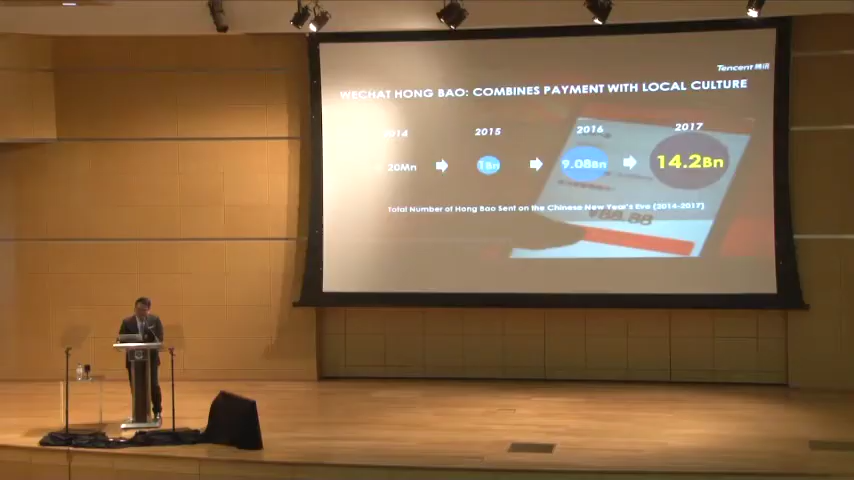 Tencent 腾讯
WECHAT HONG BAO: COMBINES PAYMENT WITH LOCAL CULTURE
2014 2015 2016 2017
20Mn 1Bn 9.08Bn 14.2Bn
Total Number of Hong Bao Sent on the Chinese New Year's Eve (2014-2017)